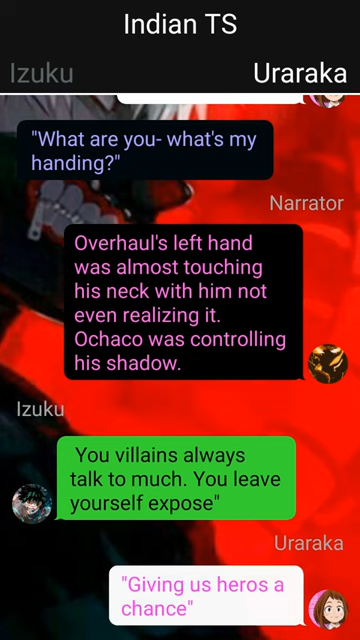 Indian TS
Izuku Uraraka
"What are you- what's my
handing?"
Narrator
Overhaul's left hand
was almost touching
his neck with him not
even realizing it.
Ochaco was controlling
his shadow.
Izuku
You villains always
talk to much. You leave
yourself expose"
Uraraka
"Giving us heros a
chance"